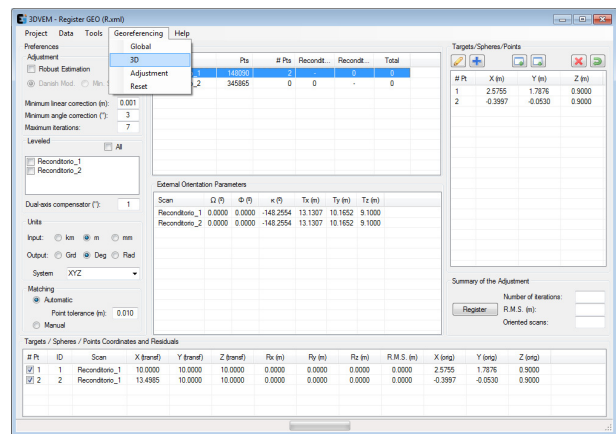 3DVEM - Register GEO (R.xml)
Project Data Tools Georeferencing Help
Global
3D
Adjustment
Reset
Preferences
Adjustment
Robust Estimation
Danish Mod. Min.
Minimum linear correction (m): 0.001
Minimum angle correction ("): 3
Maximum iterations: 7
Leveled
All
Reconditorio_1
Reconditorio_2
Dual-axis compensator ("): 1
Units
Input: km m mm
Output: Grd Deg Rad
System XYZ
Matching
Automatic
Point tolerance (m): 0.010
Manual
Pts # Pts Recondit... Recondit... Total
_1 148090 2 - 0 0
_2 345865 0 0 - 0
External Orientation Parameters
Scan Ω (º) Φ (º) κ (º) Tx (m) Ty (m) Tz (m)
Reconditorio_1 0.0000 0.0000 -148.2554 13.1307 10.1652 9.1000
Reconditorio_2 0.0000 0.0000 -148.2554 13.1307 10.1652 9.1000
Targets/Spheres/Points
# Pt X (m) Y (m) Z (m)
1 2.5755 1.7876 0.9000
2 -0.3997 -0.0530 0.9000
Summary of the Adjustment
Number of iterations:
Register R.M.S. (m):
Oriented scans:
Targets / Spheres / Points Coordinates and Residuals
# Pt ID Scan X (transf) Y (transf) Z (transf) Rx (m) Ry (m) Rz (m) R.M.S. (m) X (orig) Y (orig) Z (orig)
1 1 Reconditorio_1 10.0000 10.0000 10.0000 0.0000 0.0000 0.0000 0.0000 2.5755 1.7876 0.9000
2 2 Reconditorio_1 13.4985 10.0000 10.0000 0.0000 0.0000 0.0000 0.0000 -0.3997 -0.0530 0.9000